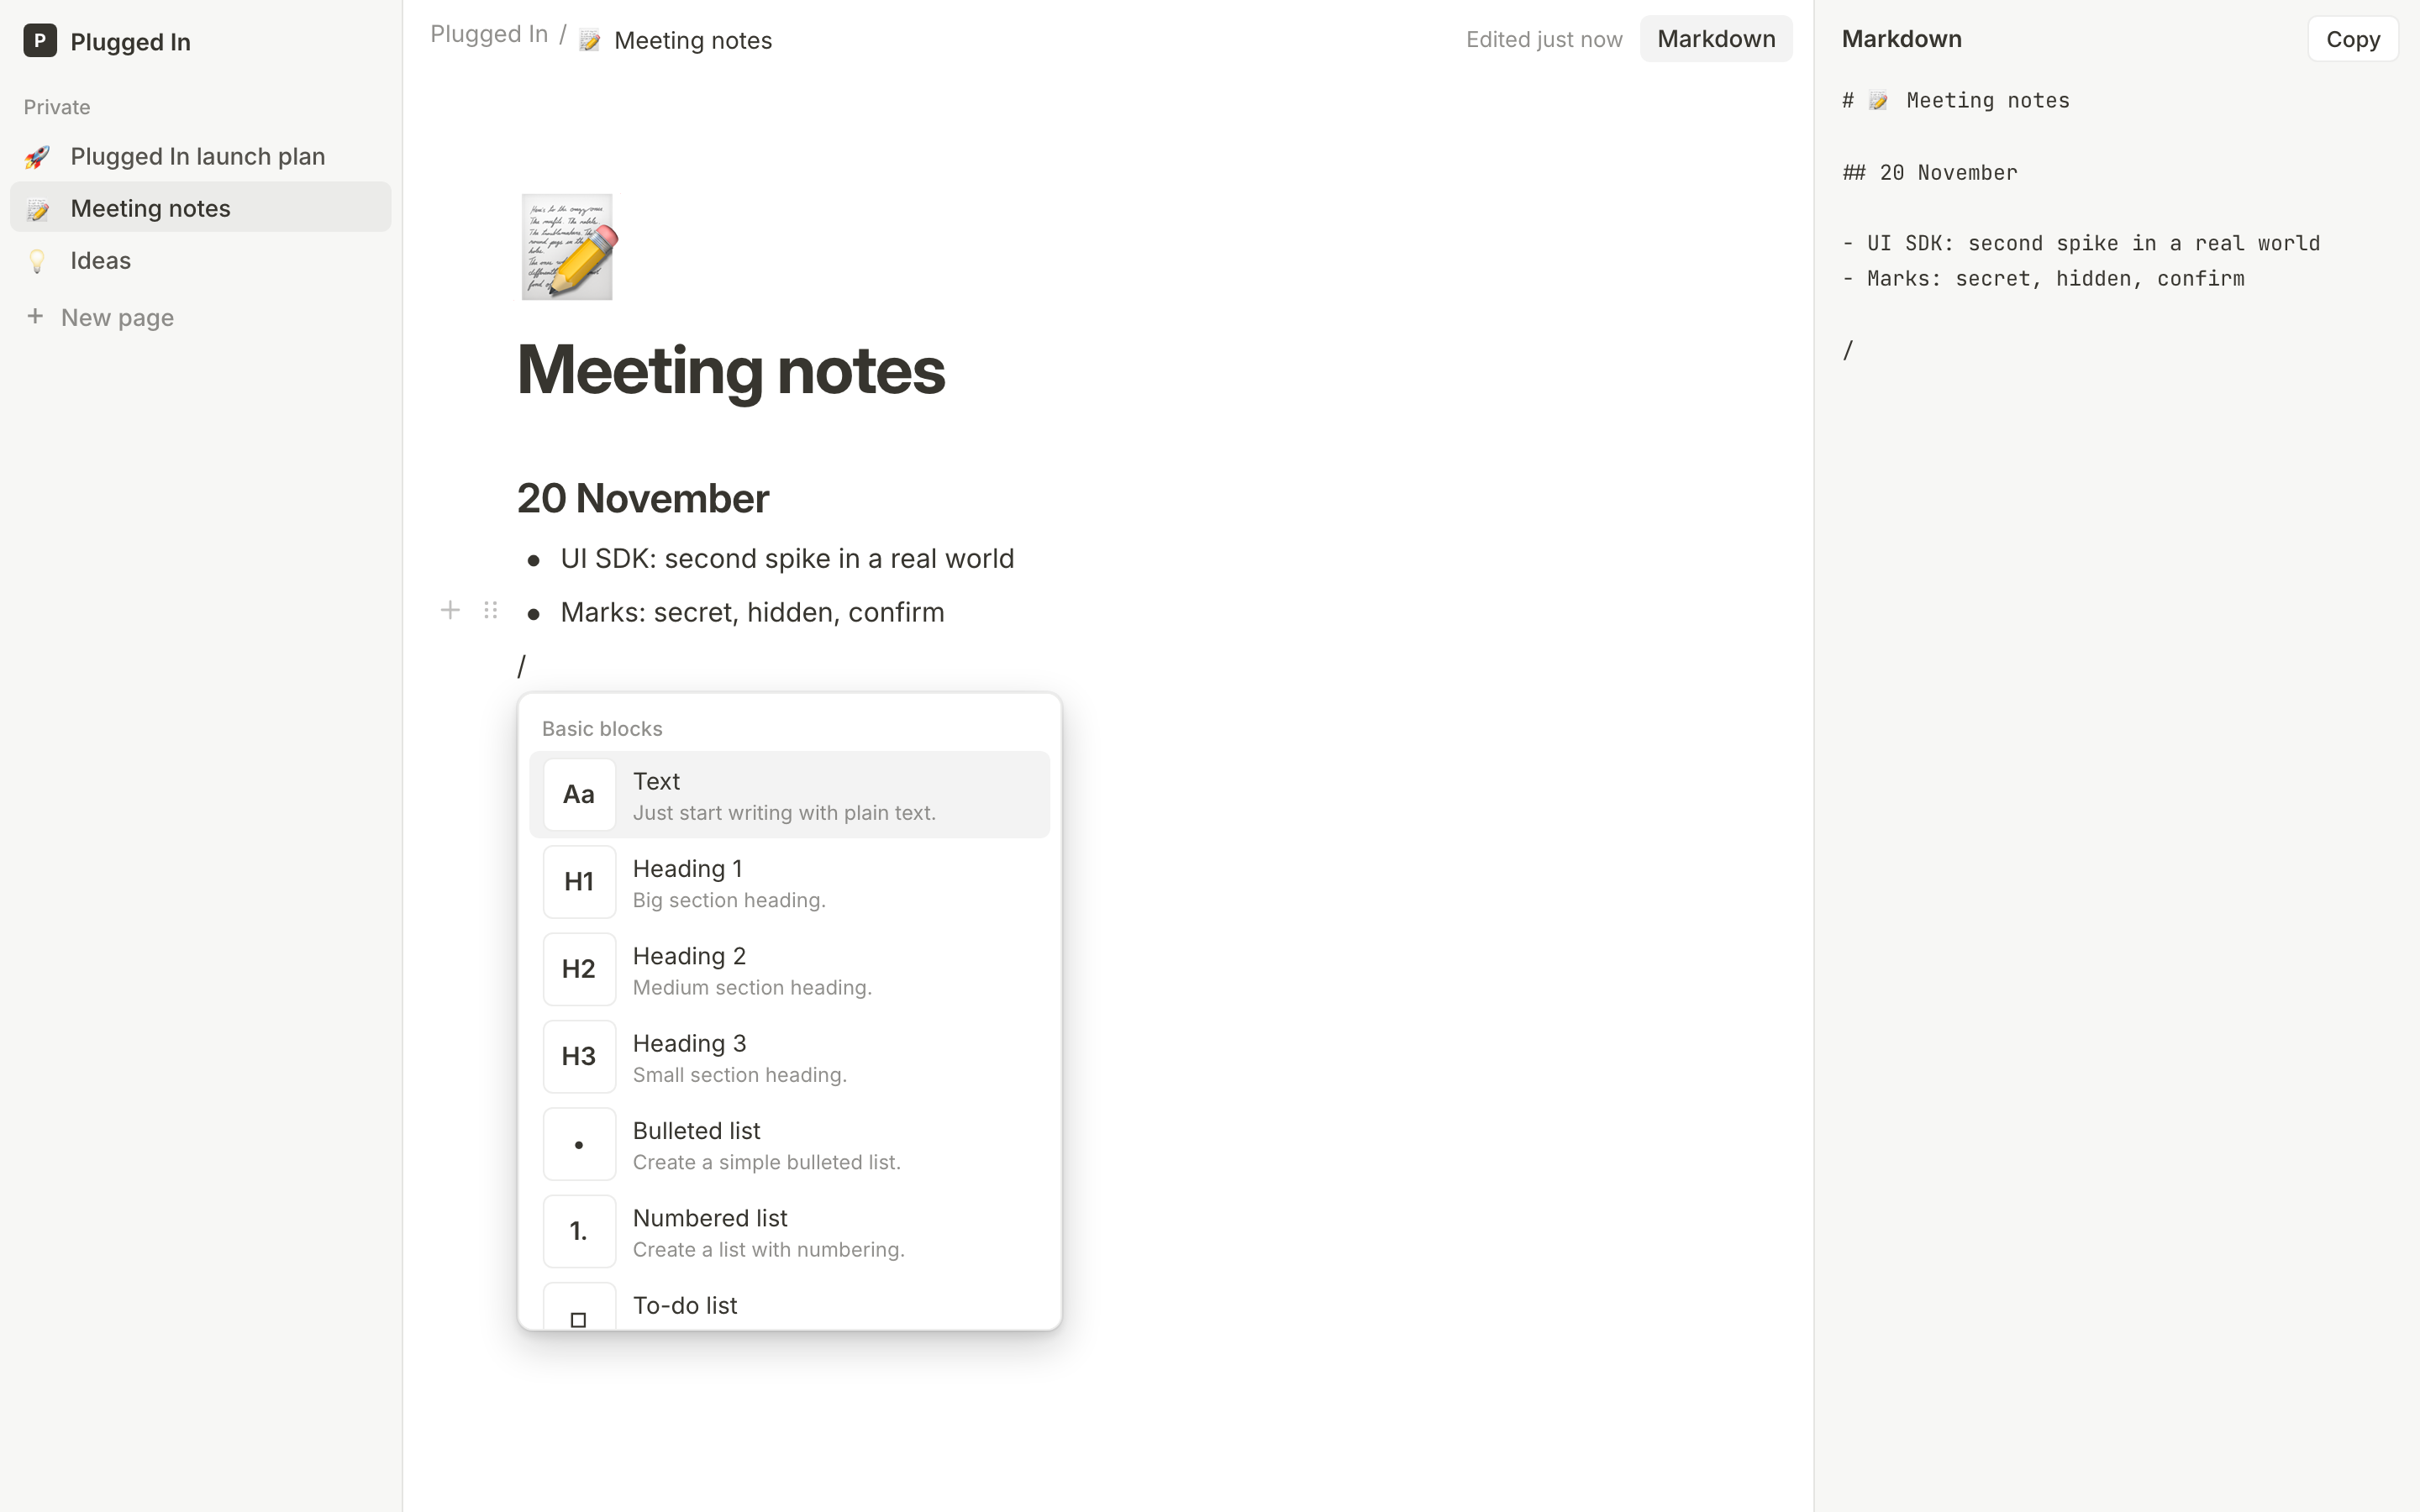 P Plugged In
Private
🚀 Plugged In launch plan
📝 Meeting notes
💡 Ideas
+ New page
Plugged In / 📝 Meeting notes
Edited just now
Markdown
Meeting notes
20 November
• UI SDK: second spike in a real world
• Marks: secret, hidden, confirm
/
Basic blocks
Aa Text
Just start writing with plain text.
H1 Heading 1
Big section heading.
H2 Heading 2
Medium section heading.
H3 Heading 3
Small section heading.
• Bulleted list
Create a simple bulleted list.
1. Numbered list
Create a list with numbering.
To-do list
Markdown
Copy
# 📝 Meeting notes
## 20 November
- UI SDK: second spike in a real world
- Marks: secret, hidden, confirm
/